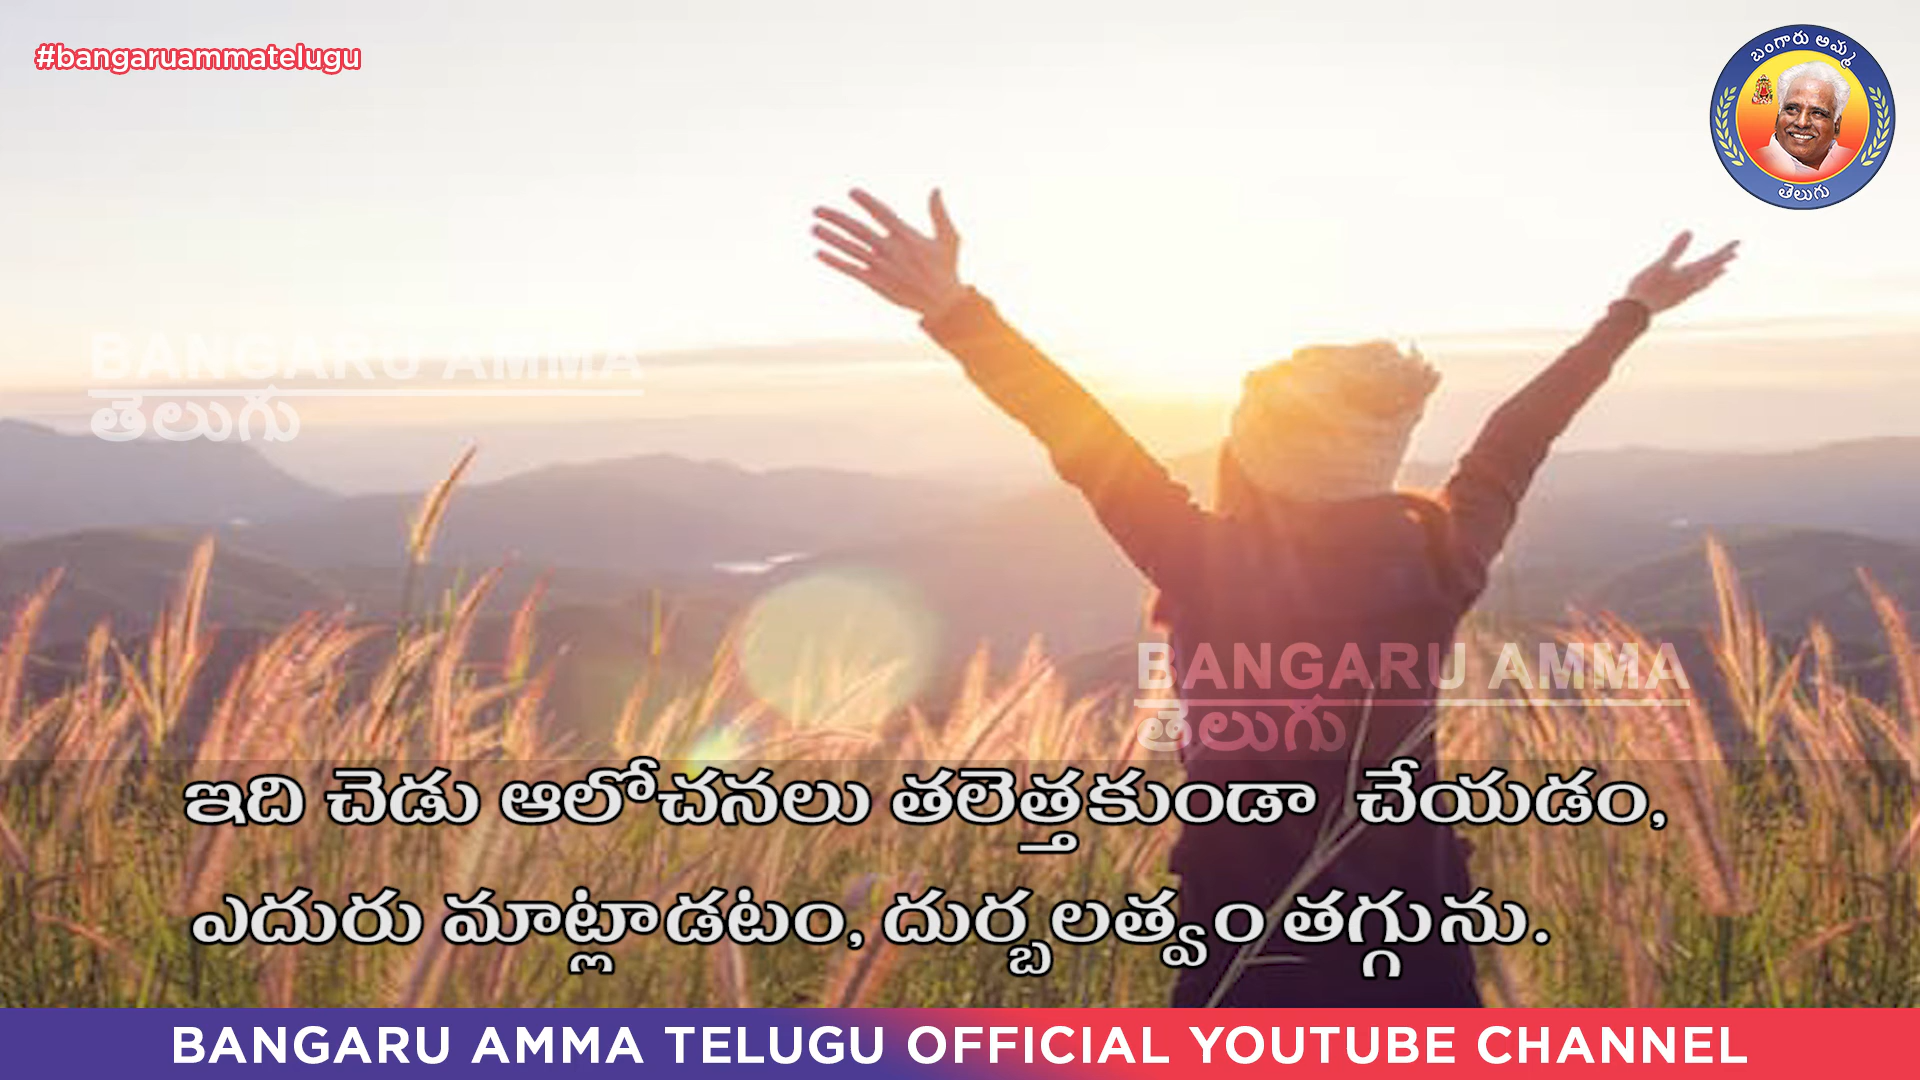 #bangaruammatelugu
బంగారు అమ్మ
తెలుగు
BANGARU AMMA
తెలుగు
BANGARU AMMA
తెలుగు
ఇది చెడు ఆలోచనలు తలెత్తకుండా చేయడం,
ఎదురు మాట్లాడటం, దుర్బలత్వం తగ్గును.
BANGARU AMMA TELUGU OFFICIAL YOUTUBE CHANNEL